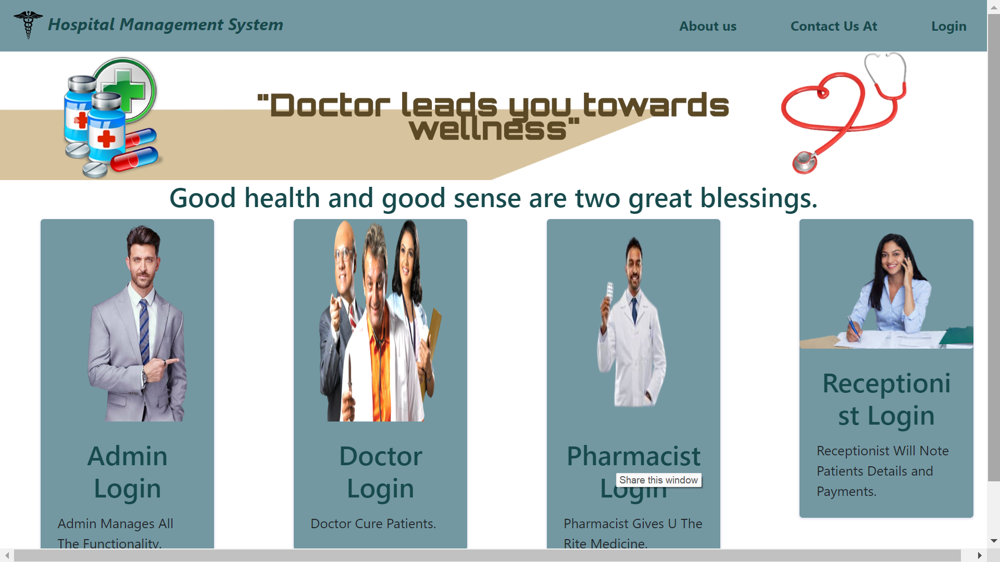 Hospital Management System
About us
Contact Us At
Login
"Doctor leads you towards
wellness"
Good health and good sense are two great blessings.
Admin
Login
Admin Manages All
The Functionality.
Doctor
Login
Doctor Cure Patients.
Pharmacist
Login
Share this window
Pharmacist Gives U The
Rite Medicine.
Receptioni
st Login
Receptionist Will Note
Patients Details and
Payments.